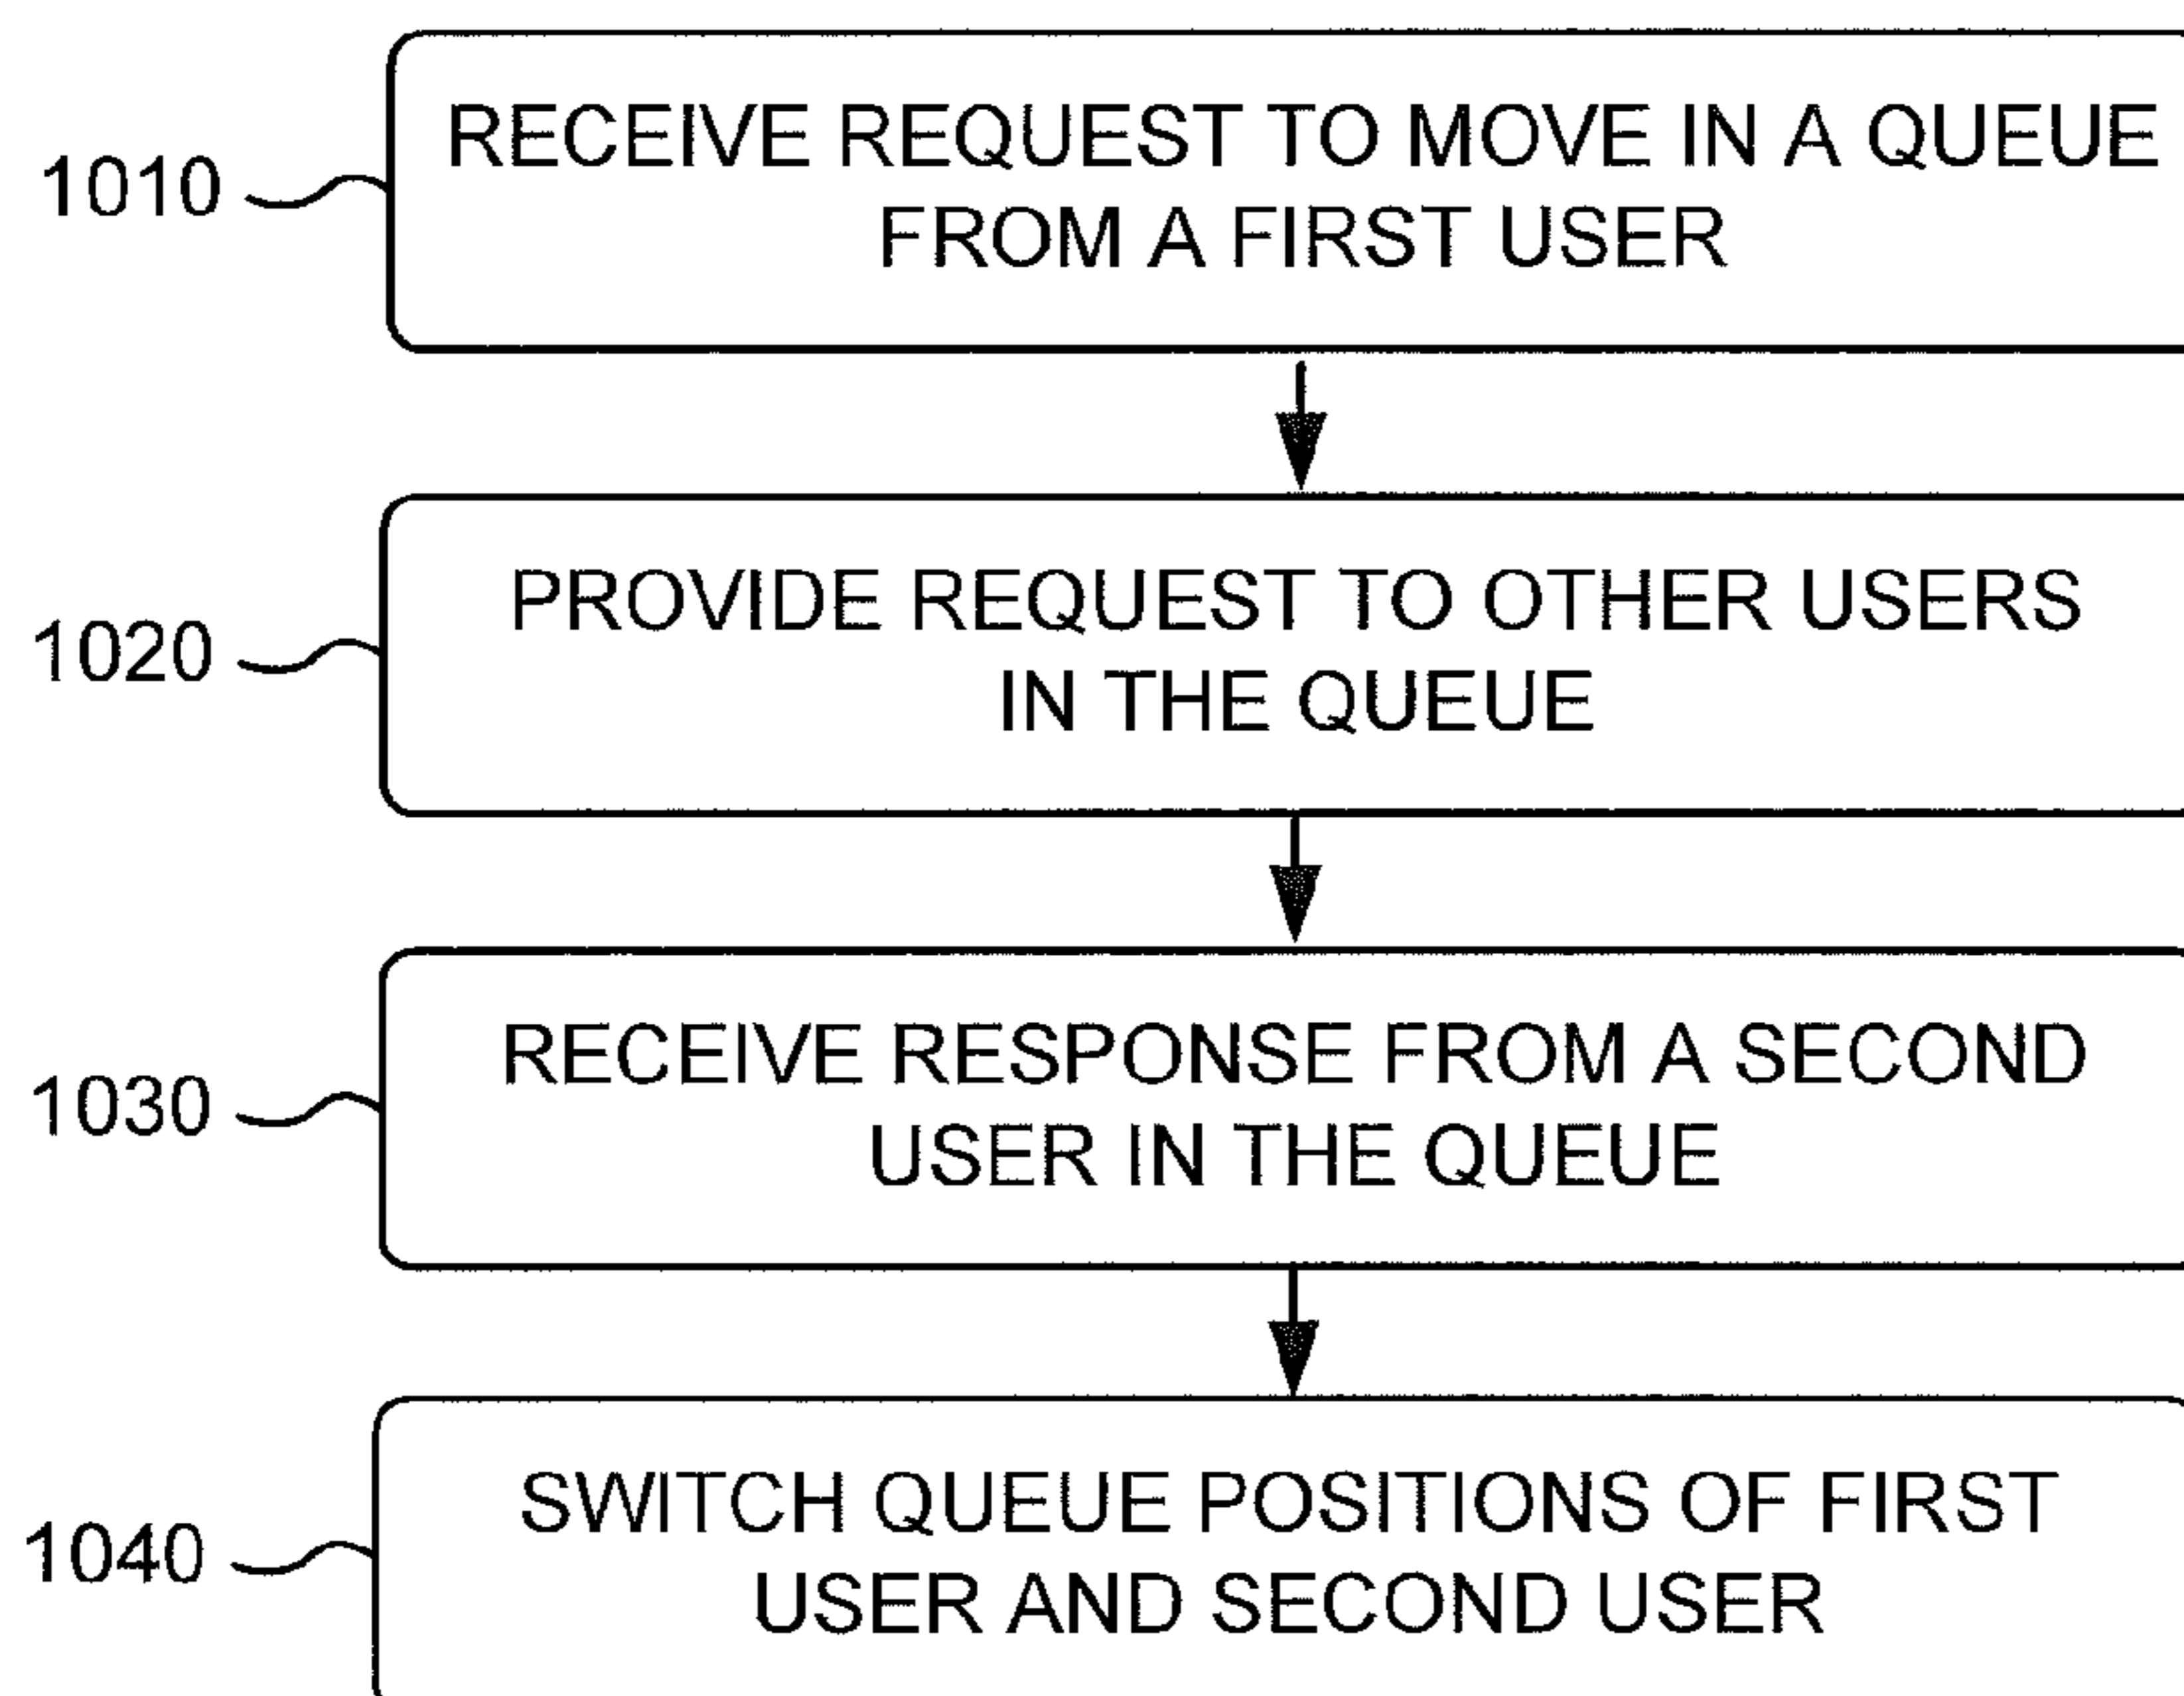 1010
RECEIVE REQUEST TO MOVE IN A QUEUE
FROM A FIRST USER
1020
PROVIDE REQUEST TO OTHER USERS
IN THE QUEUE
1030
RECEIVE RESPONSE FROM A SECOND
USER IN THE QUEUE
1040
SWITCH QUEUE POSITIONS OF FIRST
USER AND SECOND USER